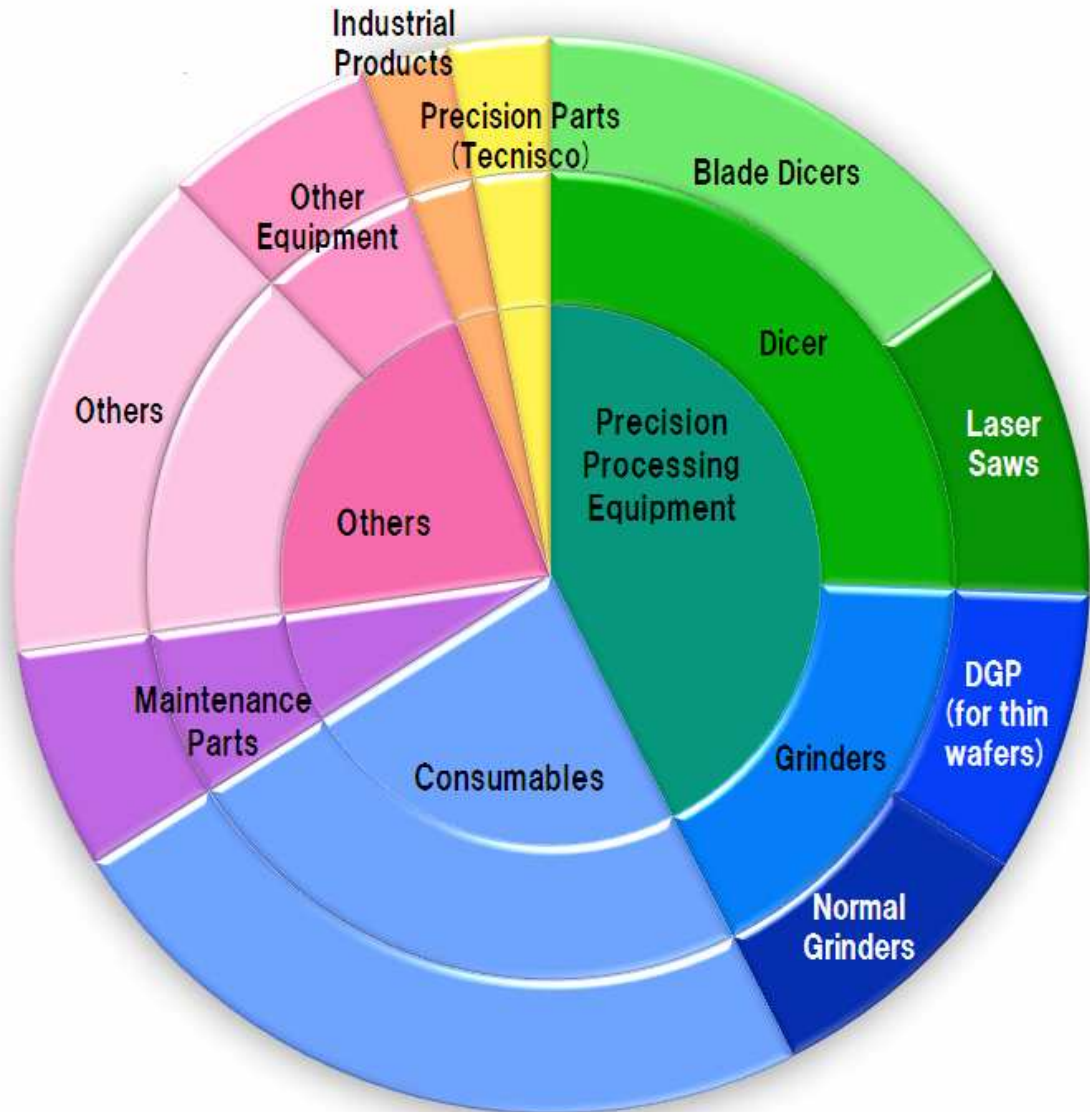 Industrial
Products
Precision Parts
(Tecnisco)
Blade Dicers
Other
Equipment
Dicer
Others
Precision
Processing
Equipment
Laser
Saws
Others
DGP
(for thin
wafers)
Maintenance
Parts
Consumables
Grinders
Normal
Grinders